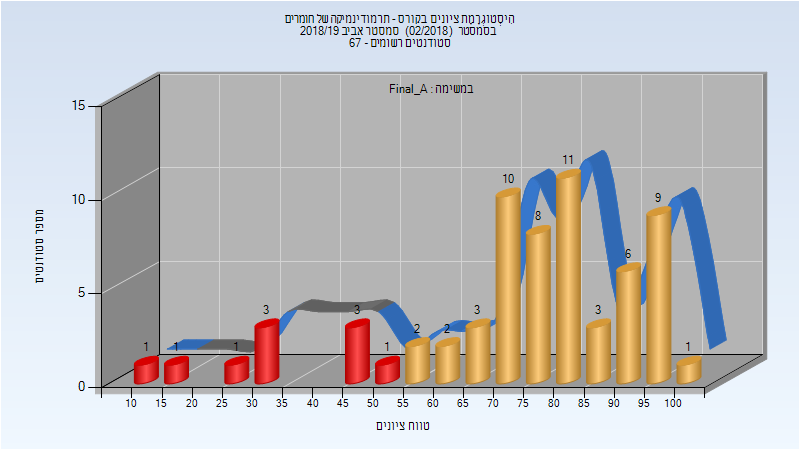 היסטוגרמת ציונים בקורס - תרמודינמיקה של חומרים
בסמסטר (02/2018) סמסטר אביב 2018/19
סטודנטים רשומים - 67
במשימה : Final_A
מספר סטודנטים
15
10
5
0
1 1 1 3 3 1 2 2 3 10 8 11 3 6 9 1
10 15 20 25 30 35 40 45 50 55 60 65 70 75 80 85 90 95 100
טווח ציונים